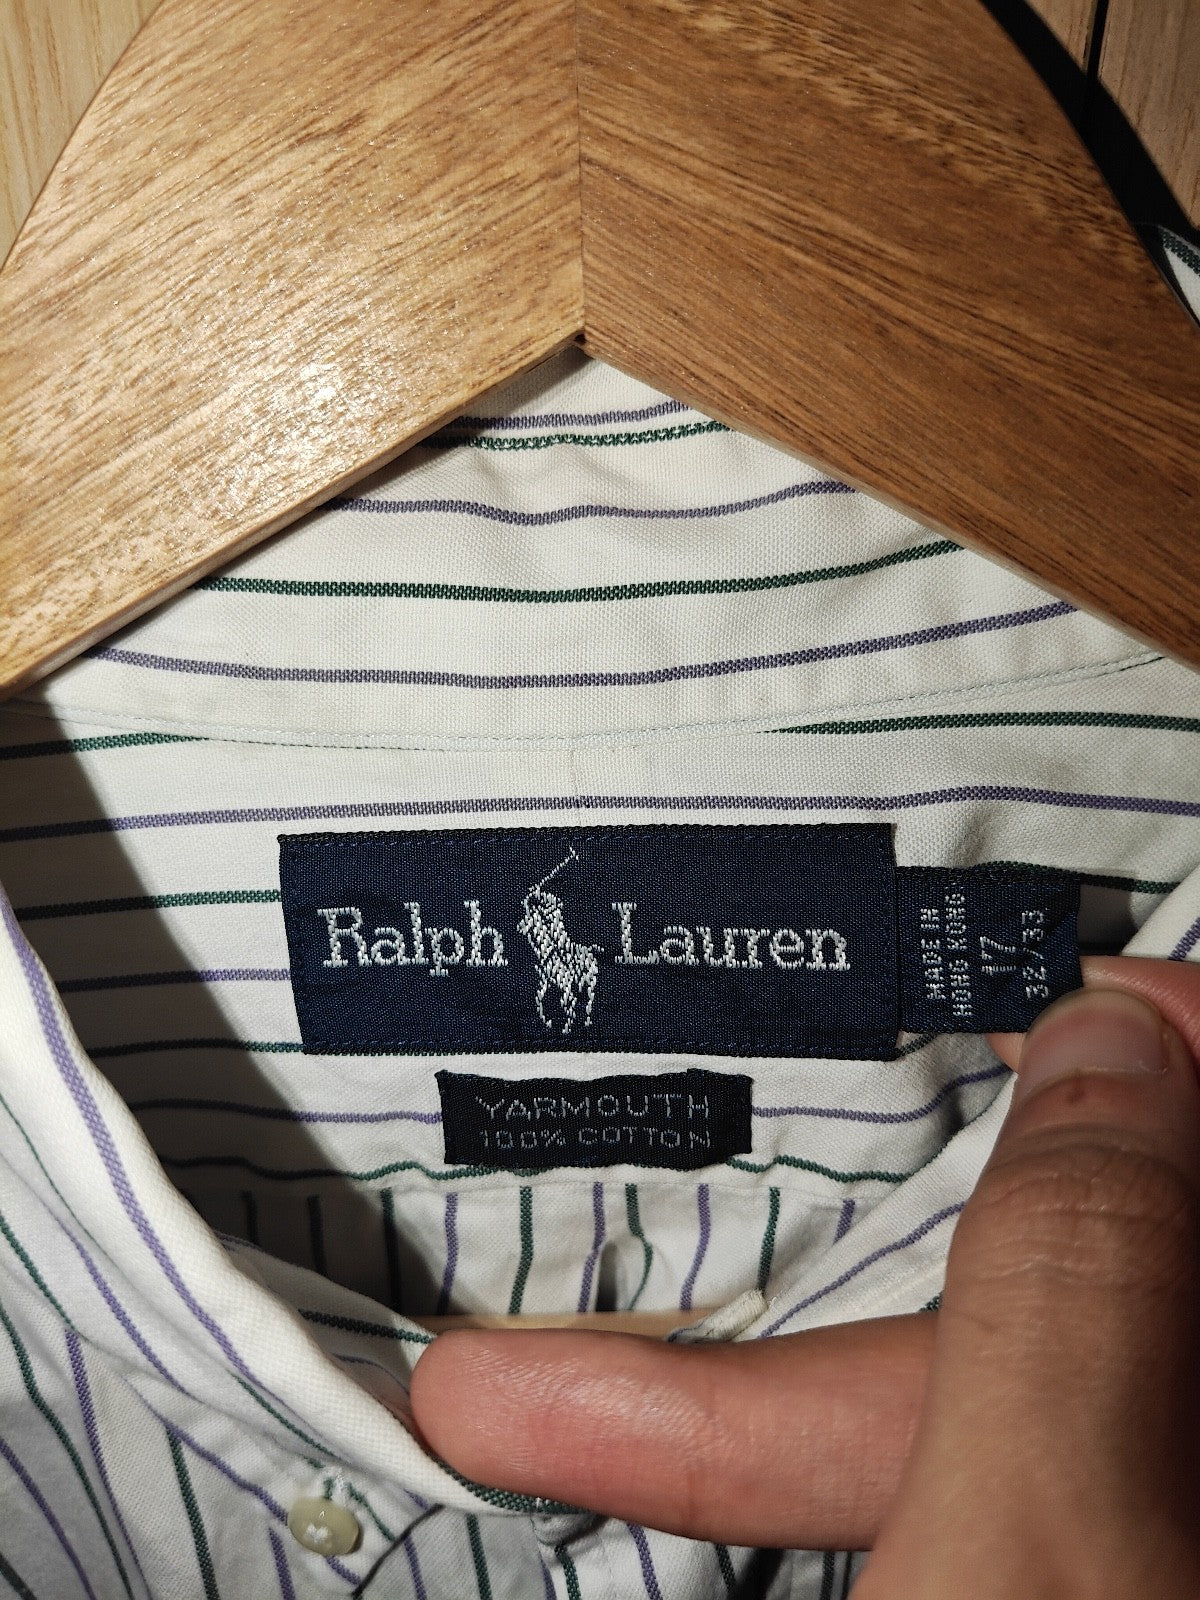 Ralph Lauren
MADE IN
HONG KONG
17
32/33
YARMOUTH
100% COTTON